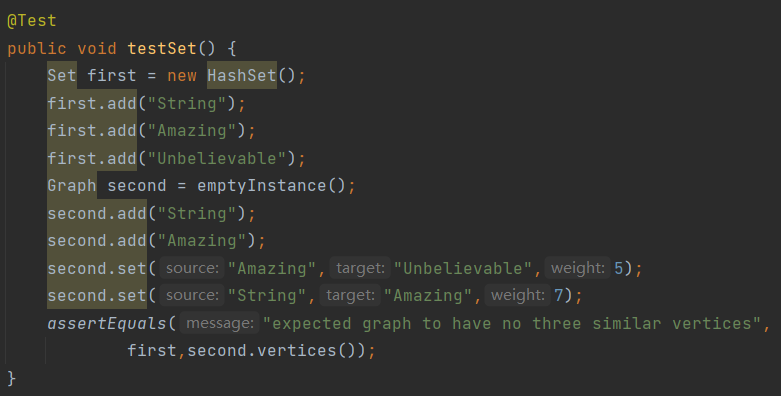 @Test
public void testSet() {
    Set first = new HashSet();
    first.add("String");
    first.add("Amazing");
    first.add("Unbelievable");
    Graph second = emptyInstance();
    second.add("String");
    second.add("Amazing");
    second.set( source: "Amazing", target: "Unbelievable", weight: 5);
    second.set( source: "String", target: "Amazing", weight: 7);
    assertEquals( message: "expected graph to have no three similar vertices",
            first,second.vertices());
}